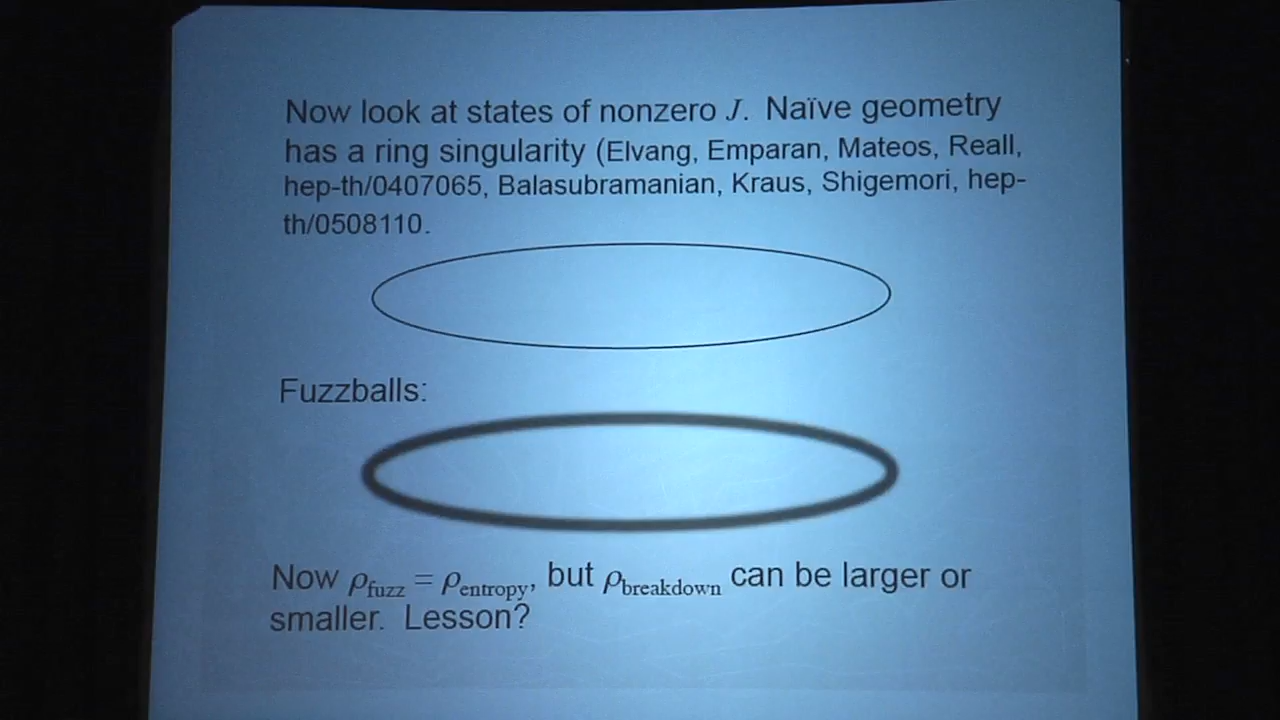 Now look at states of nonzero J. Naïve geometry
has a ring singularity (Elvang, Emparan, Mateos, Reall,
hep-th/0407065, Balasubramanian, Kraus, Shigemori, hep-
th/0508110.
Fuzzballs:
Now ρfuzz = ρentropy, but ρbreakdown can be larger or
smaller. Lesson?